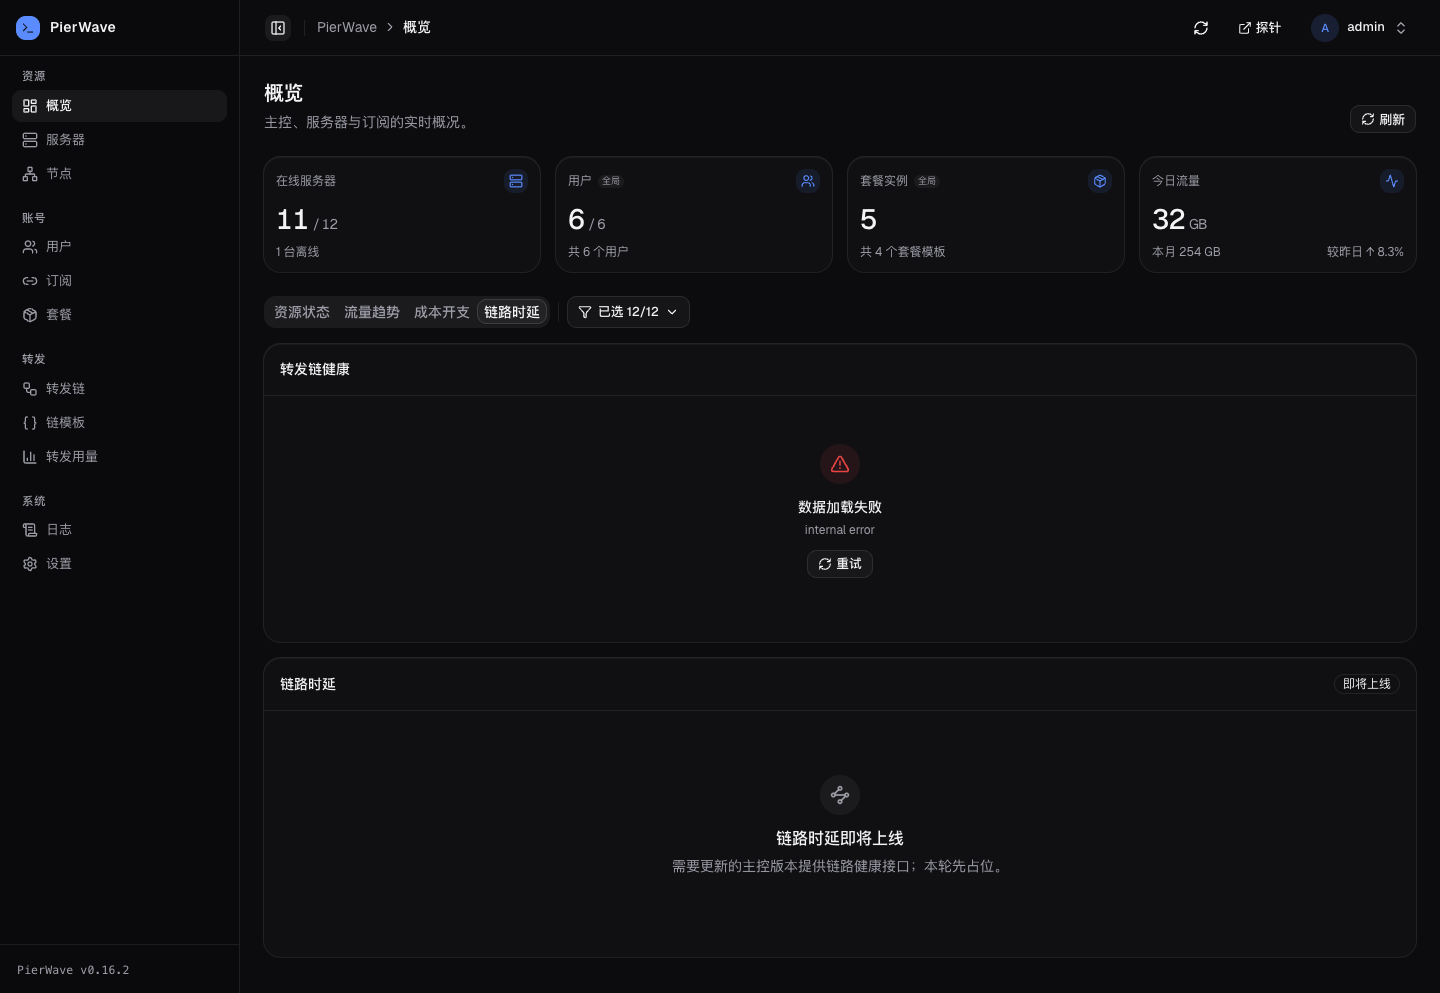 PierWave
资源
概览
服务器
节点
账号
用户
订阅
套餐
转发
转发链
链模板
转发用量
系统
日志
设置
PierWave v0.16.2
PierWave > 概览
探针
A admin
概览
主控、服务器与订阅的实时概况。
刷新
在线服务器
11 / 12
1 台离线
用户 全局
6 / 6
共 6 个用户
套餐实例 全局
5
共 4 个套餐模板
今日流量
32 GB
本月 254 GB 较昨日 ↑ 8.3%
资源状态 流量趋势 成本开支 链路时延 已选 12/12
转发链健康
数据加载失败
internal error
重试
链路时延 即将上线
链路时延即将上线
需要更新的主控版本提供链路健康接口；本轮先占位。